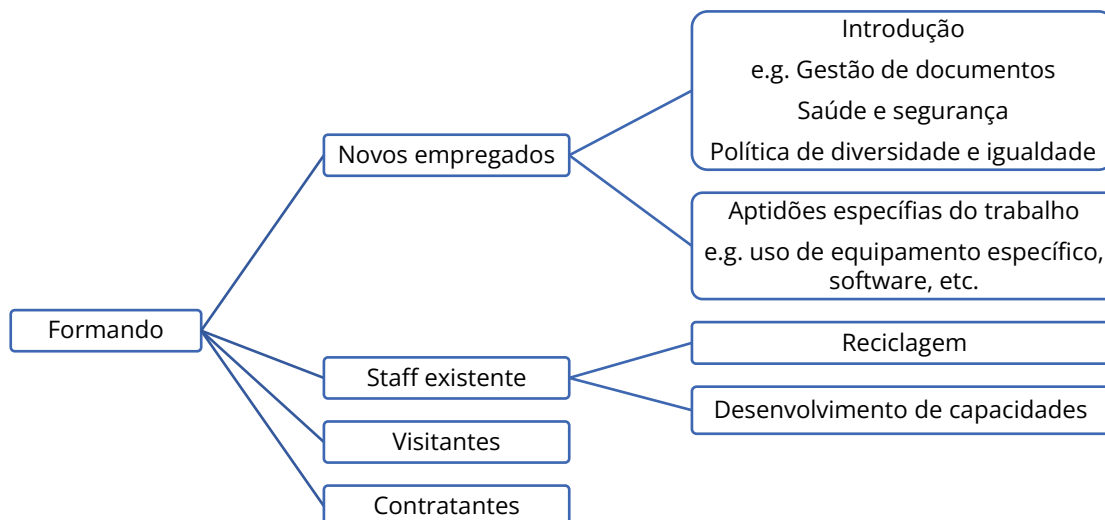 Introdução
e.g. Gestão de documentos
Saúde e segurança
Política de diversidade e igualdade
Novos empregados
Aptidões específias do trabalho
e.g. uso de equipamento específico,
software, etc.
Formando
Staff existente
Reciclagem
Desenvolvimento de capacidades
Visitantes
Contratantes